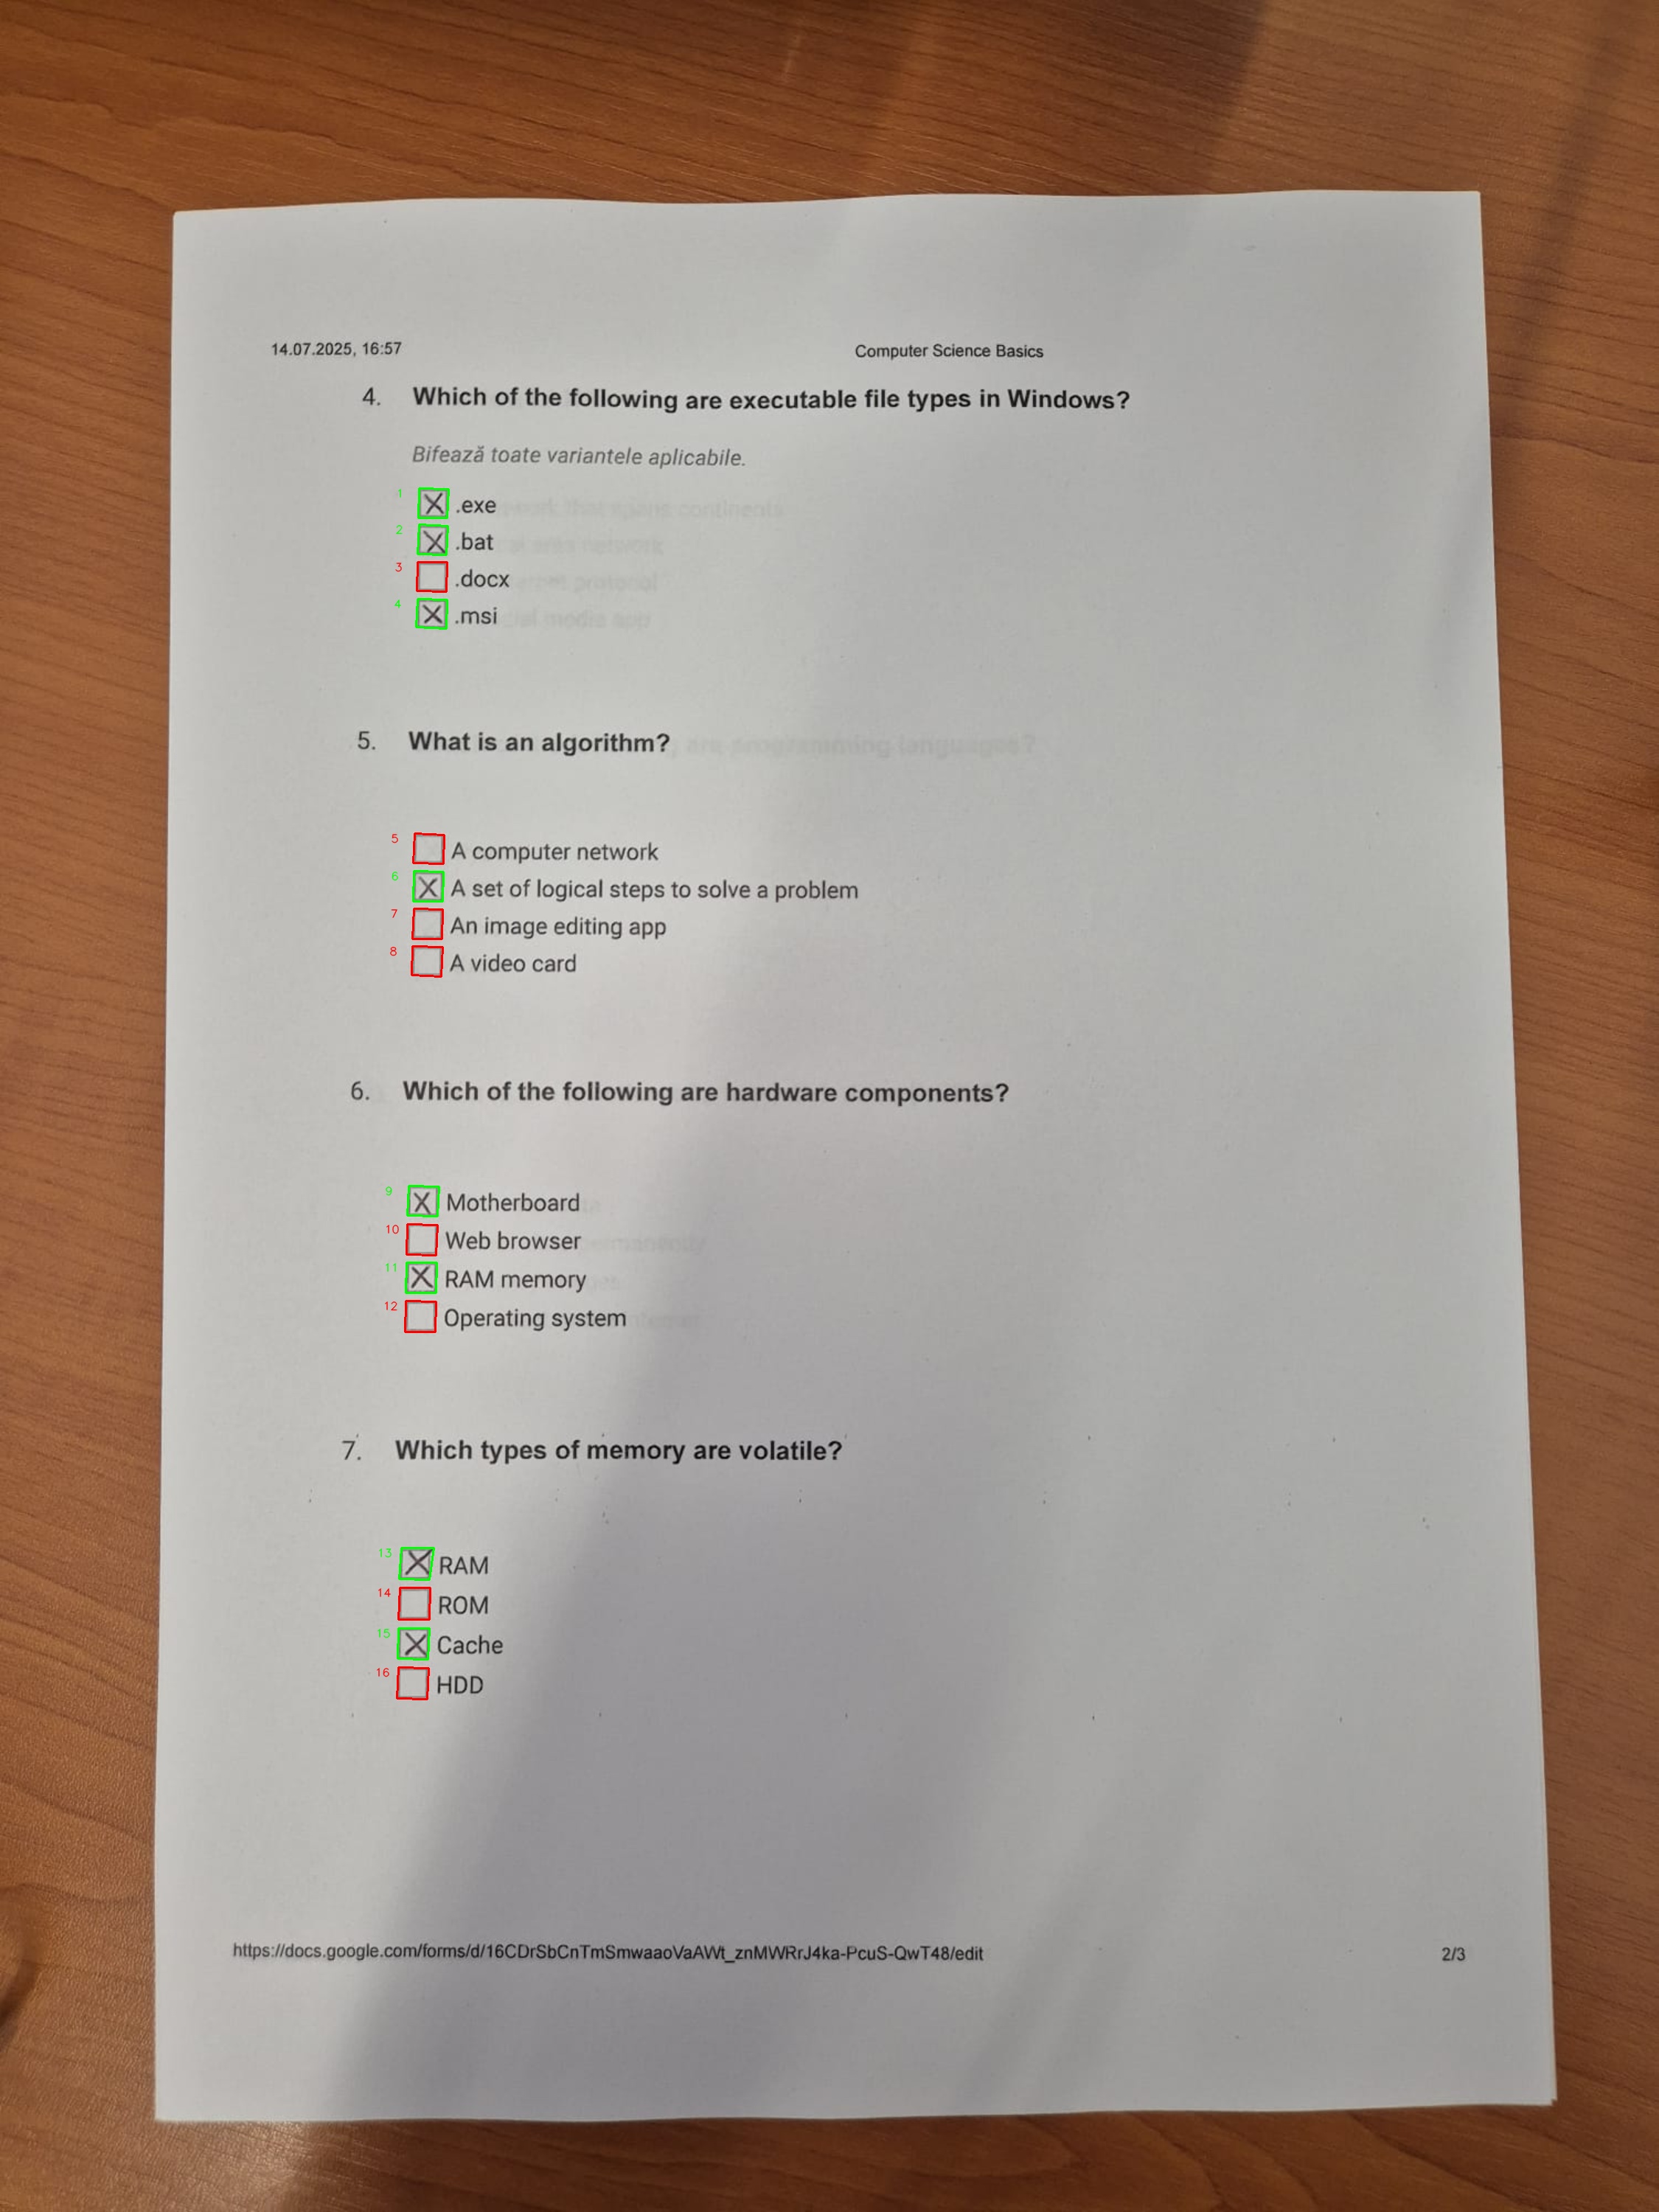 14.07.2025, 16:57 Computer Science Basics
4. Which of the following are executable file types in Windows?
Bifează toate variantele aplicabile.
1 X .exe
2 X .bat
3 .docx
4 X .msi
5. What is an algorithm? are programming languages?
5 A computer network
6 X A set of logical steps to solve a problem
7 An image editing app
8 A video card
6. Which of the following are hardware components?
9 X Motherboard
10 Web browser
11 X RAM memory
12 Operating system
7. Which types of memory are volatile?
13 X RAM
14 ROM
15 X Cache
16 HDD
https://docs.google.com/forms/d/16CDrSbCnTmSmwaaoVaAWt_znMWRrJ4ka-PcuS-QwT48/edit 2/3